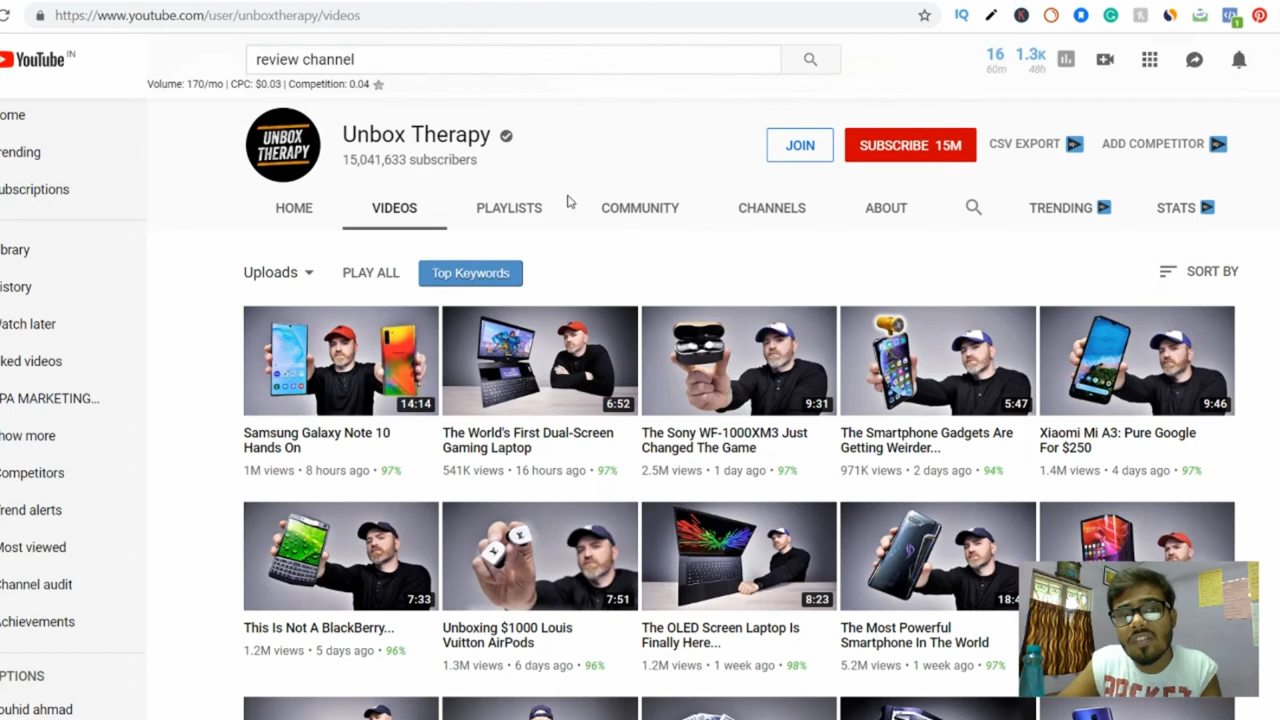 https://www.youtube.com/user/unboxtherapy/videos
IQ
1
YouTube IN
review channel
16
60m
1.3K
48h
Volume: 170/mo | CPC: $0.03 | Competition: 0.04
ome
rending
ubscriptions
brary
istory
atch later
ked videos
PA MARKETING...
how more
ompetitors
rend alerts
Most viewed
Channel audit
Achievements
PTIONS
ouhid ahmad
UNBOX
THERAPY
Unbox Therapy
15,041,633 subscribers
JOIN
SUBSCRIBE 15M
CSV EXPORT
ADD COMPETITOR
HOME
VIDEOS
PLAYLISTS
COMMUNITY
CHANNELS
ABOUT
TRENDING
STATS
Uploads
PLAY ALL
Top Keywords
SORT BY
14:14
Samsung Galaxy Note 10
Hands On
1M views • 8 hours ago • 97%
6:52
The World's First Dual-Screen
Gaming Laptop
541K views • 16 hours ago • 97%
9:31
The Sony WF-1000XM3 Just
Changed The Game
2.5M views • 1 day ago • 97%
5:47
The Smartphone Gadgets Are
Getting Weirder...
971K views • 2 days ago • 94%
9:46
Xiaomi Mi A3: Pure Google
For $250
1.4M views • 4 days ago • 97%
7:33
This Is Not A BlackBerry...
1.2M views • 5 days ago • 96%
7:51
Unboxing $1000 Louis
Vuitton AirPods
1.3M views • 6 days ago • 96%
8:23
The OLED Screen Laptop Is
Finally Here...
1.2M views • 1 week ago • 98%
18:4
The Most Powerful
Smartphone In The World
5.2M views • 1 week ago • 97%